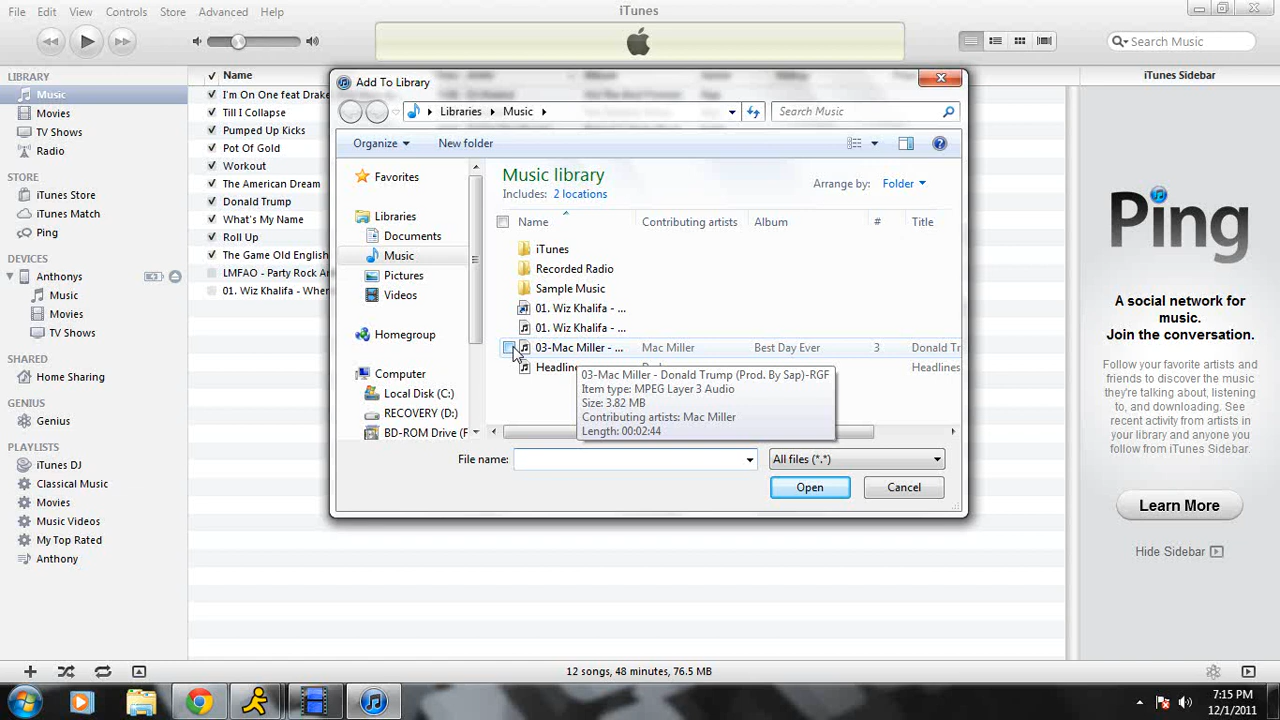 File Edit View Controls Store Advanced Help
iTunes
Search Music
LIBRARY
Music
Movies
TV Shows
Radio
STORE
iTunes Store
iTunes Match
Ping
DEVICES
Anthonys
Music
Movies
TV Shows
SHARED
Home Sharing
GENIUS
Genius
PLAYLISTS
iTunes DJ
Classical Music
Movies
Music Videos
My Top Rated
Anthony
Name
I'm On One feat Drake
Till I Collapse
Pumped Up Kicks
Pot Of Gold
Workout
The American Dream
Donald Trump
What's My Name
Roll Up
The Game Old English
LMFAO - Party Rock An
01. Wiz Khalifa - When
Add To Library
Libraries Music
Search Music
Organize New folder
Favorites
Libraries
Documents
Music
Pictures
Videos
Homegroup
Computer
Local Disk (C:)
RECOVERY (D:)
BD-ROM Drive (F
Music library
Includes: 2 locations
Arrange by: Folder
Name Contributing artists Album # Title
iTunes
Recorded Radio
Sample Music
01. Wiz Khalifa - ...
01. Wiz Khalifa - ...
03-Mac Miller - ... Mac Miller Best Day Ever 3 Donald Tr
Headlines
03-Mac Miller - Donald Trump (Prod. By Sap)-RGF
Item type: MPEG Layer 3 Audio
Size: 3.82 MB
Contributing artists: Mac Miller
Length: 00:02:44
File name: All files (*.*)
Open Cancel
iTunes Sidebar
Ping
A social network for
music.
Join the conversation.
Follow your favorite artists
and friends to discover the music
they're talking about, listening
to, and downloading. See
recent activity from artists in
your library and anyone you
follow from iTunes Sidebar.
Learn More
Hide Sidebar
12 songs, 48 minutes, 76.5 MB
7:15 PM
12/1/2011